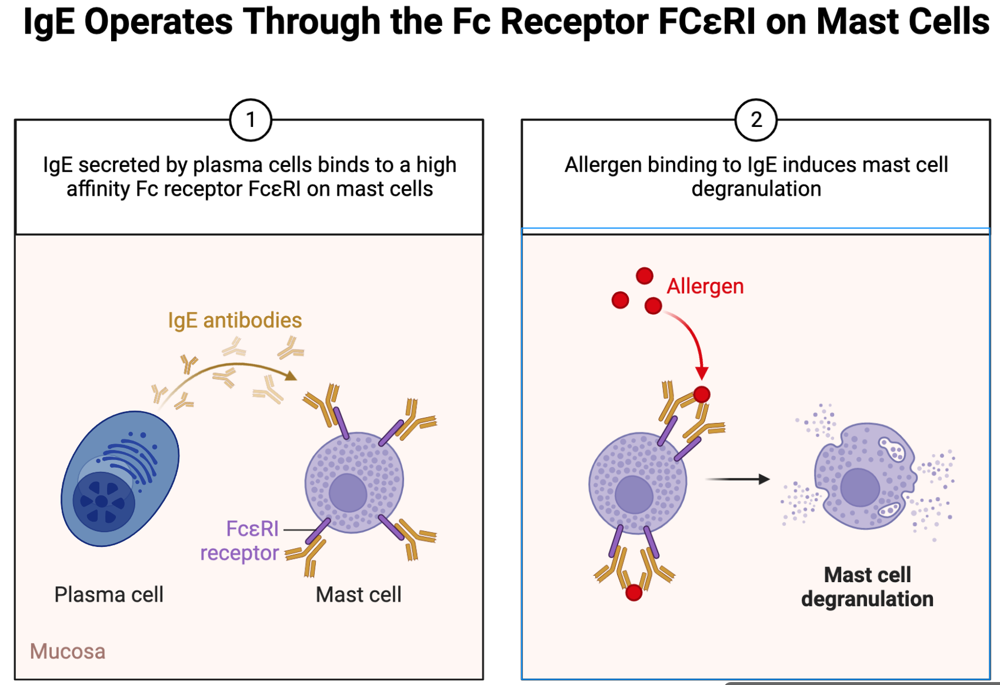 IgE Operates Through the Fc Receptor FCεRI on Mast Cells
1
IgE secreted by plasma cells binds to a high
affinity Fc receptor FcεRI on mast cells
IgE antibodies
FcεRI
receptor
Plasma cell
Mast cell
Mucosa
2
Allergen binding to IgE induces mast cell
degranulation
Allergen
Mast cell
degranulation